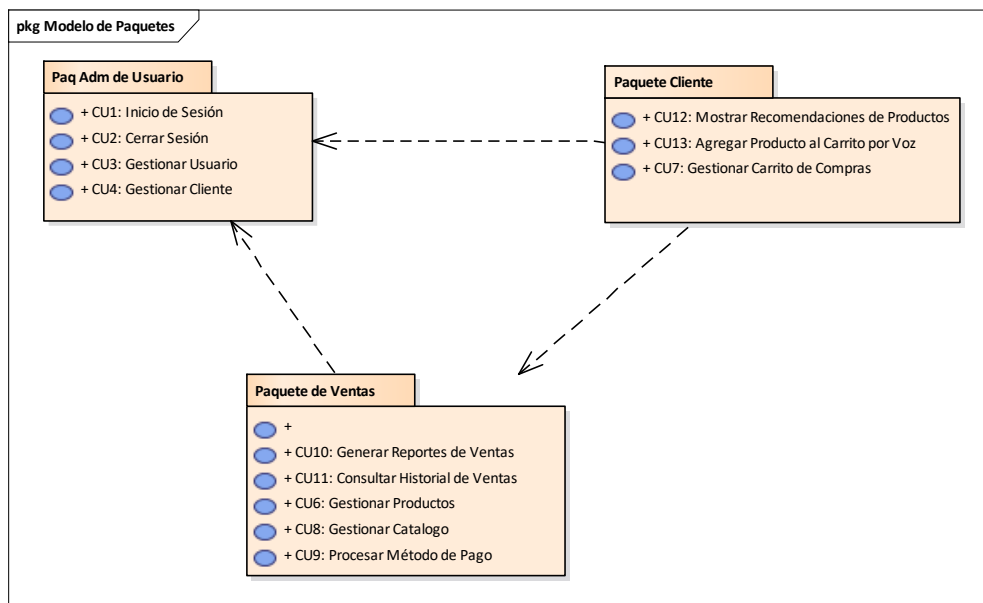 pkg Modelo de Paquetes
Paq Adm de Usuario
+ CU1: Inicio de Sesión
+ CU2: Cerrar Sesión
+ CU3: Gestionar Usuario
+ CU4: Gestionar Cliente
Paquete Cliente
+ CU12: Mostrar Recomendaciones de Productos
+ CU13: Agregar Producto al Carrito por Voz
+ CU7: Gestionar Carrito de Compras
Paquete de Ventas
+
+ CU10: Generar Reportes de Ventas
+ CU11: Consultar Historial de Ventas
+ CU6: Gestionar Productos
+ CU8: Gestionar Catalogo
+ CU9: Procesar Método de Pago